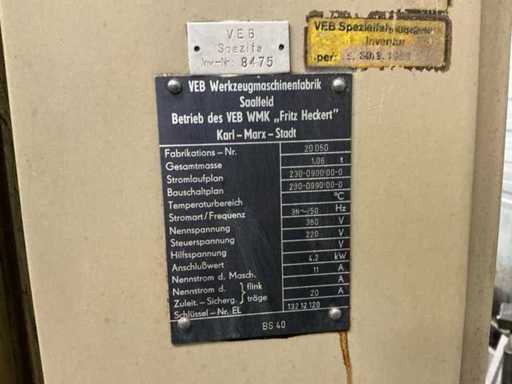 VEB
Spezifa
Inv-Nr. 8475
VEB Spezialfahrzeugwerk
Inventur
per:
VEB Werkzeugmaschinenfabrik
Saalfeld
Betrieb des VEB WMK „Fritz Heckert"
Karl-Marx-Stadt
Fabrikations-Nr. 20 050
Gesamtmasse 1,06 t
Stromlaufplan 230-0900:00-0
Bauschaltplan 230-0990:00-0
Temperaturbereich °C
Stromart/Frequenz 3N~/50 Hz
Nennspannung 380 V
Steuerspannung 220 V
Hilfsspannung V
Anschlußwert 4,2 kW
Nennstrom d. Masch. 11 A
Nennstrom d. } flink A
Zuleit.-Sicherg. } träge 20 A
Schlüssel-Nr. EL 132 12 120
BS 40